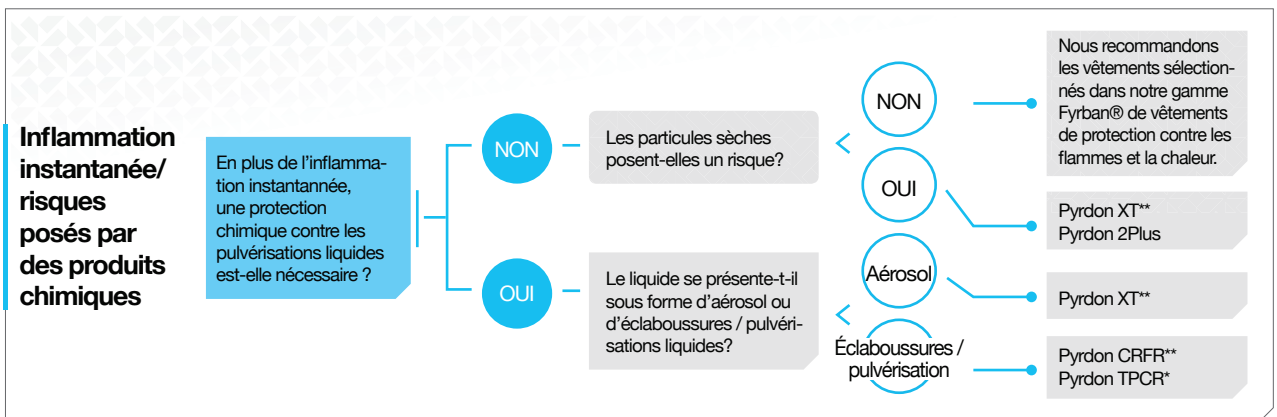 Inflammation
instantanée/
risques
posés par
des produits
chimiques
En plus de l'inflamma-
tion instantannée,
une protection
chimique contre les
pulvérisations liquides
est-elle nécessaire ?
NON
Les particules sèches
posent-elles un risque?
NON
Nous recommandons
les vêtements sélection-
nés dans notre gamme
Fyrban® de vêtements
de protection contre les
flammes et la chaleur.
OUI
Pyrdon XT**
Pyrdon 2Plus
OUI
Le liquide se présente-t-il
sous forme d'aérosol ou
d'éclaboussures / pulvéri-
sations liquides?
Aérosol
Pyrdon XT**
Éclaboussures /
pulvérisation
Pyrdon CRFR**
Pyrdon TPCR*